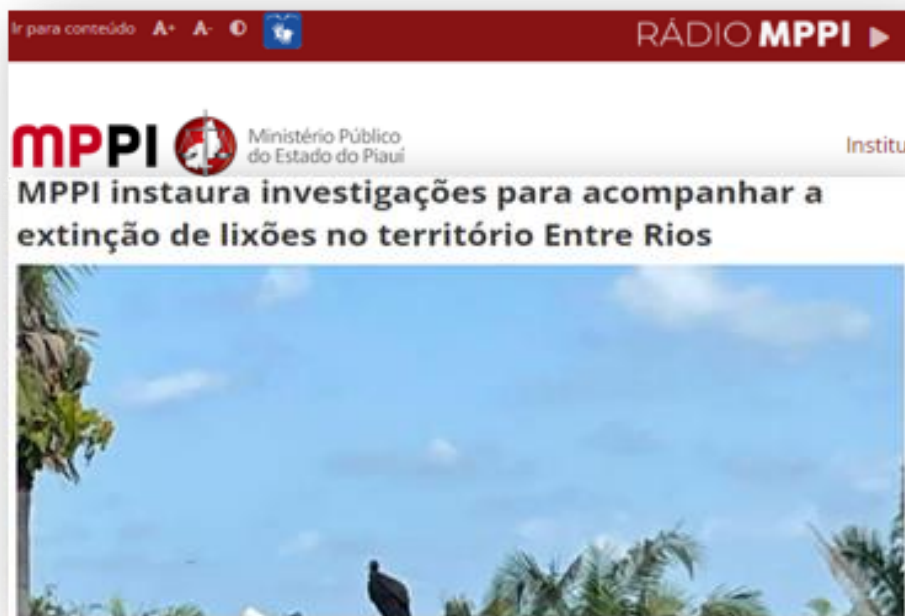 Ir para conteúdo A+ A- RÁDIO MPPI
MPPI Ministério Público
do Estado do Piauí
Institu
MPPI instaura investigações para acompanhar a
extinção de lixões no território Entre Rios